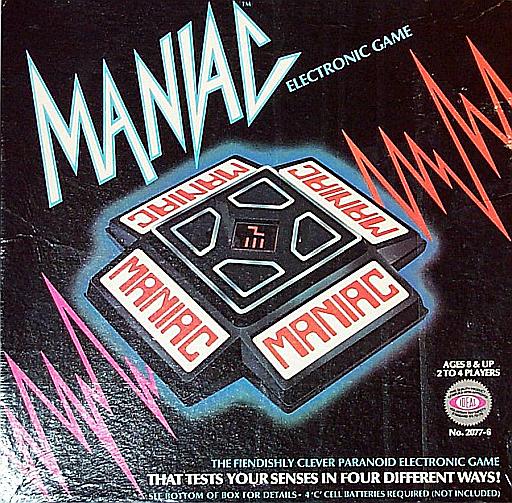 MANIAC™
ELECTRONIC GAME
MANIAC
MANIAC
MANIAC
MANIAC
AGES 8 & UP
2 TO 4 PLAYERS
IDEAL
No. 2077-6
THE FIENDISHLY CLEVER PARANOID ELECTRONIC GAME
THAT TESTS YOUR SENSES IN FOUR DIFFERENT WAYS!
SEE BOTTOM OF BOX FOR DETAILS • 4 "C" CELL BATTERIES REQUIRED (NOT INCLUDED)